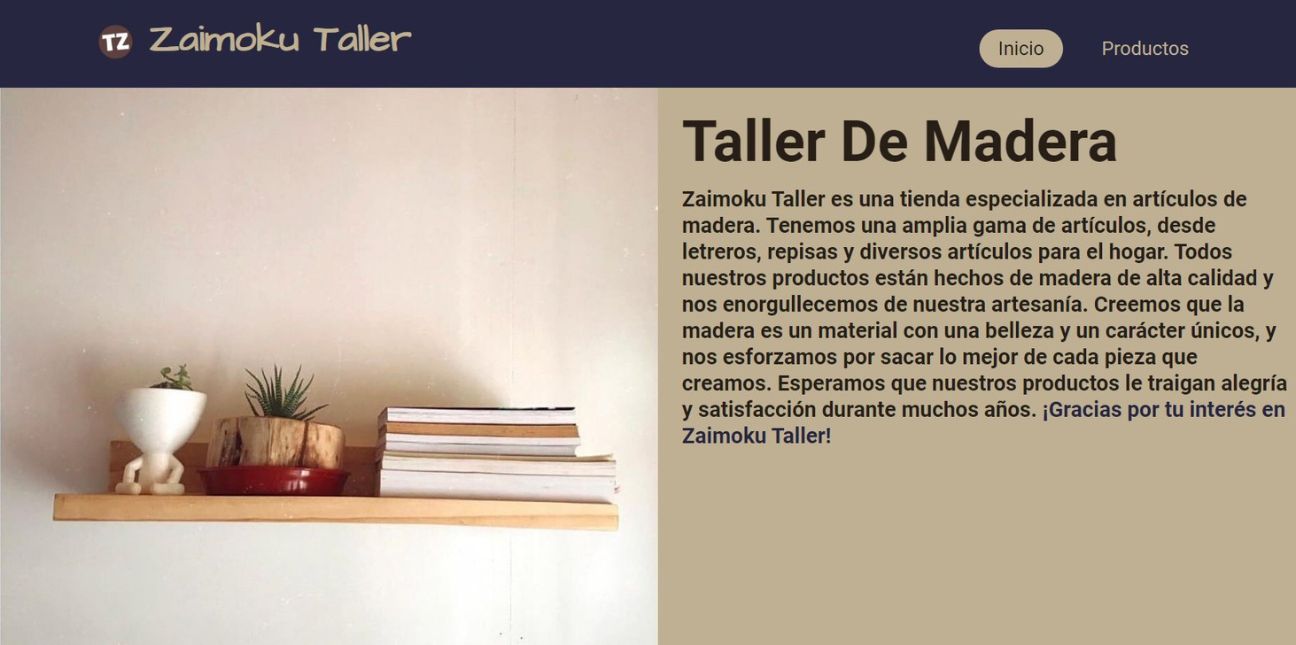 TZ Zaimoku Taller
Inicio Productos
Taller De Madera
Zaimoku Taller es una tienda especializada en artículos de
madera. Tenemos una amplia gama de artículos, desde
letreros, repisas y diversos artículos para el hogar. Todos
nuestros productos están hechos de madera de alta calidad y
nos enorgullecemos de nuestra artesanía. Creemos que la
madera es un material con una belleza y un carácter únicos, y
nos esforzamos por sacar lo mejor de cada pieza que
creamos. Esperamos que nuestros productos le traigan alegría
y satisfacción durante muchos años. ¡Gracias por tu interés en
Zaimoku Taller!